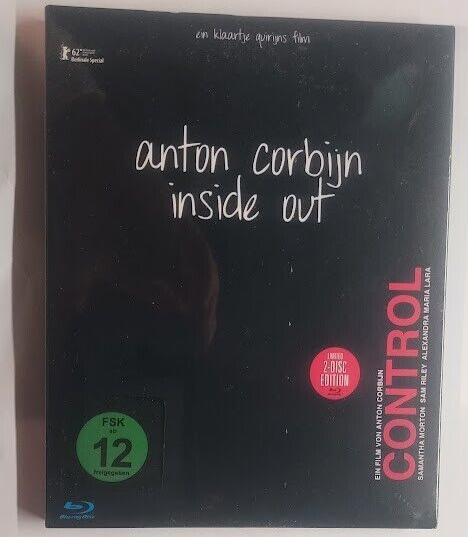 ein klaartje quirijns film
62
Berlinale Special
anton corbijn
inside out
LIMITED
2-DISC
EDITION
EIN FILM VON ANTON CORBIJN
CONTROL
SAMANTHA MORTON SAM RILEY ALEXANDRA MARIA LARA
FSK
ab
12
freigegeben
Blu-ray Disc